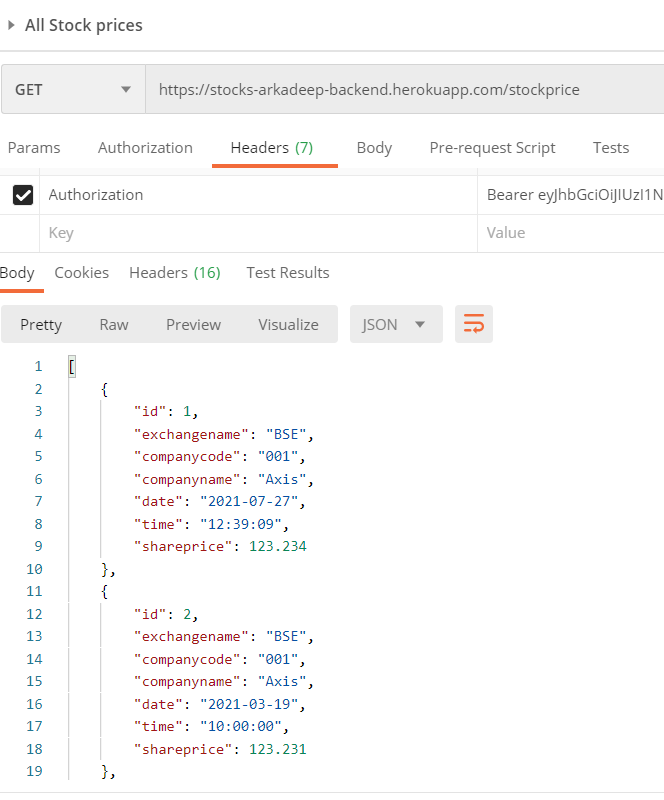 All Stock prices
GET https://stocks-arkadeep-backend.herokuapp.com/stockprice
Params Authorization Headers (7) Body Pre-request Script Tests
Authorization Bearer eyJhbGciOiJIUzI1N
Key Value
Body Cookies Headers (16) Test Results
Pretty Raw Preview Visualize JSON
1 [
2 {
3 "id": 1,
4 "exchangename": "BSE",
5 "companycode": "001",
6 "companyname": "Axis",
7 "date": "2021-07-27",
8 "time": "12:39:09",
9 "shareprice": 123.234
10 },
11 {
12 "id": 2,
13 "exchangename": "BSE",
14 "companycode": "001",
15 "companyname": "Axis",
16 "date": "2021-03-19",
17 "time": "10:00:00",
18 "shareprice": 123.231
19 },